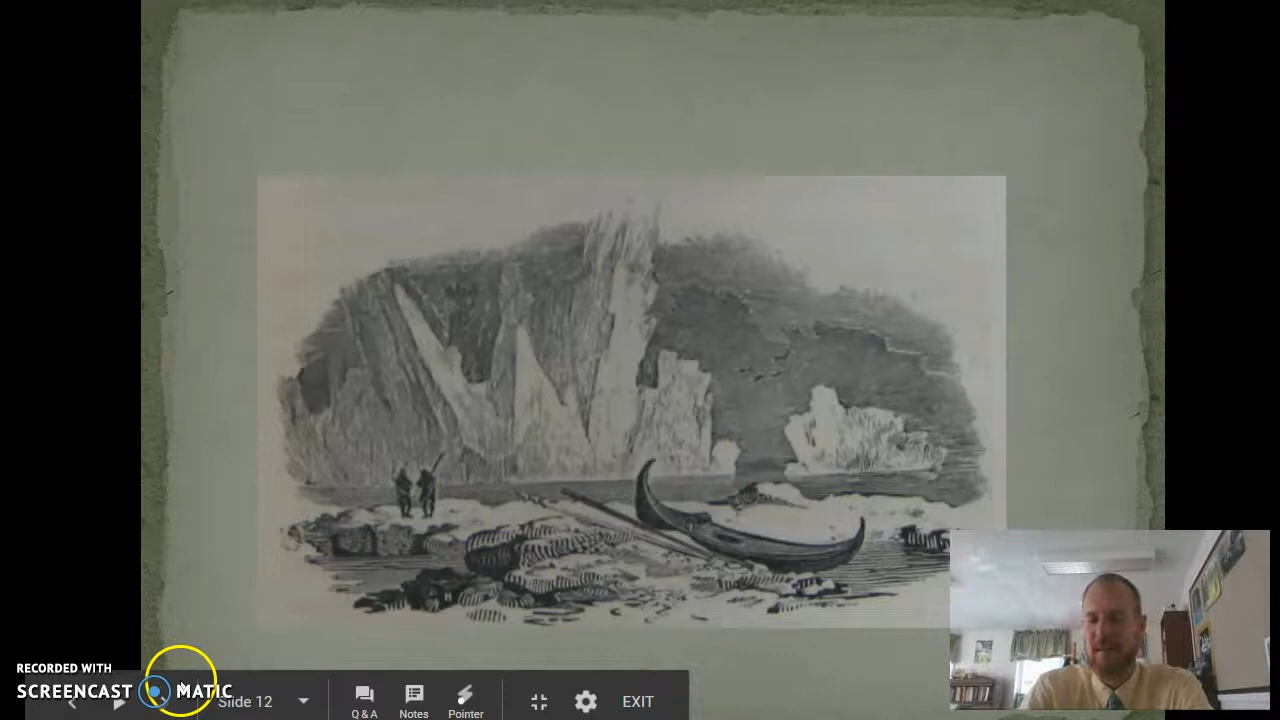 RECORDED WITH
SCREENCAST MATIC
Slide 12
Q & A
Notes
Pointer
EXIT